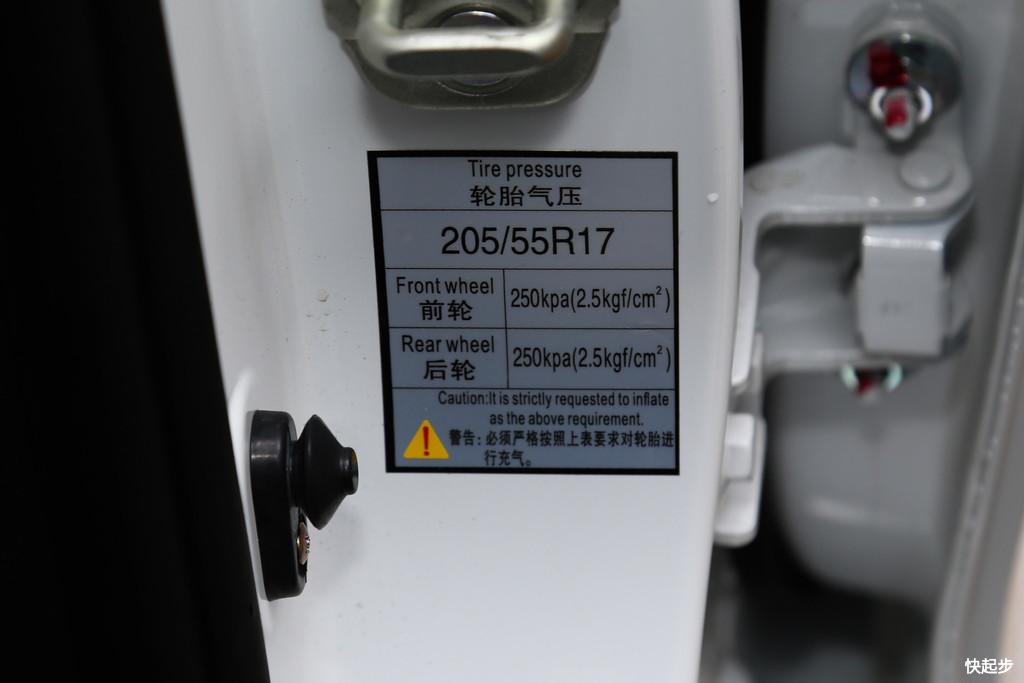 Tire pressure
轮胎气压
205/55R17
Front wheel
前轮
250kpa(2.5kgf/cm²)
Rear wheel
后轮
250kpa(2.5kgf/cm²)
Caution:It is strictly requested to inflate
as the above requirement.
警告: 必须严格按照上表要求对轮胎进
行充气。
快起步